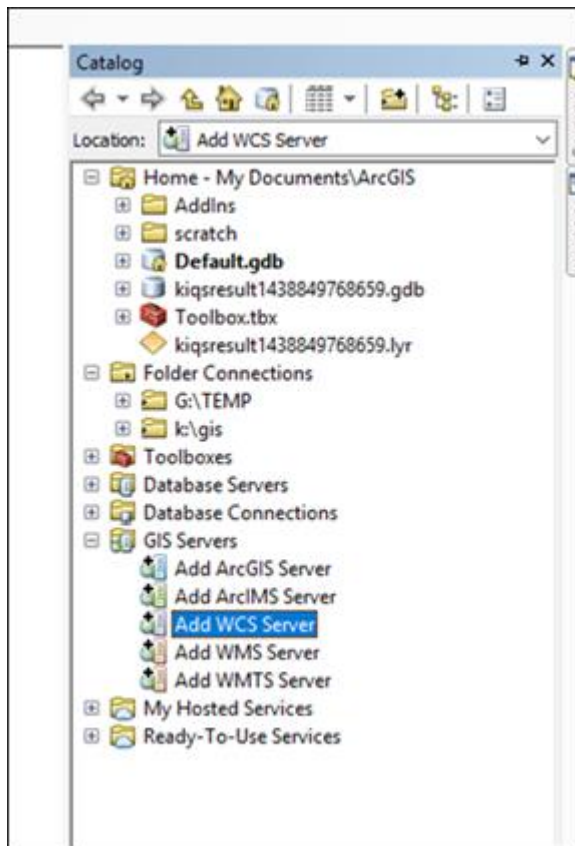 Catalog
Location: Add WCS Server
Home - My Documents\ArcGIS
AddIns
scratch
Default.gdb
kiqsresult1438849768659.gdb
Toolbox.tbx
kiqsresult1438849768659.lyr
Folder Connections
G:\TEMP
k:\gis
Toolboxes
Database Servers
Database Connections
GIS Servers
Add ArcGIS Server
Add ArcIMS Server
Add WCS Server
Add WMS Server
Add WMTS Server
My Hosted Services
Ready-To-Use Services